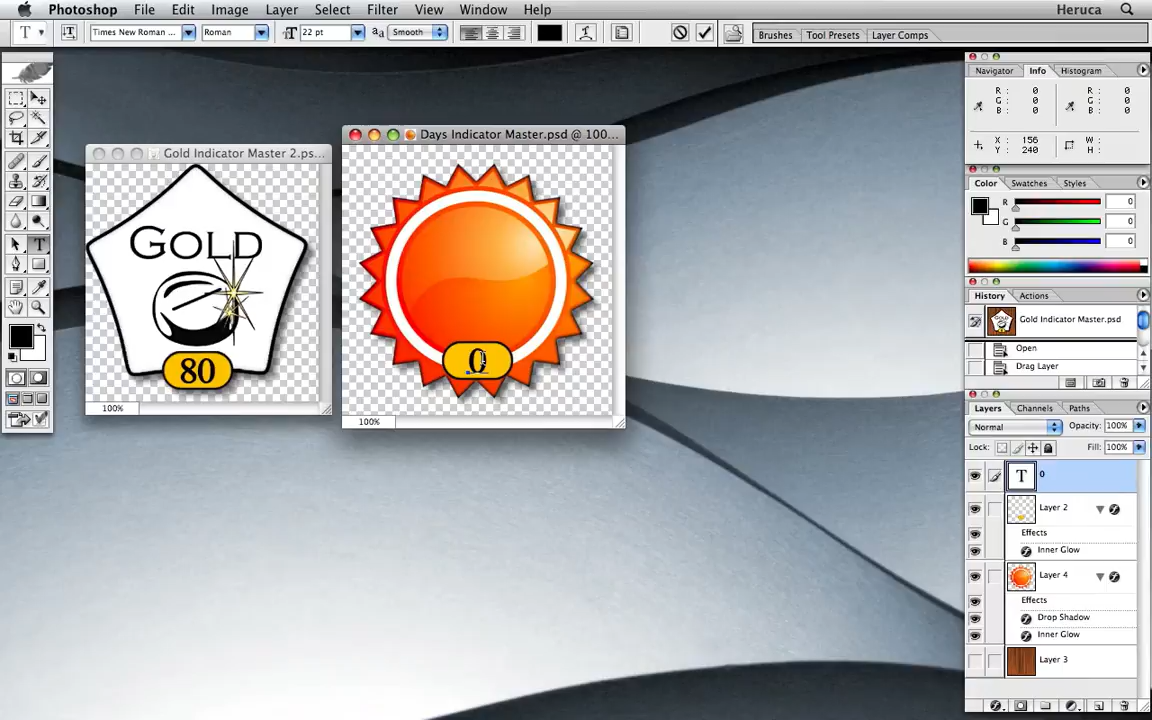 Photoshop File Edit Image Layer Select Filter View Window Help Heruca
T Times New Roman ... Roman T 22 pt aa Smooth Brushes Tool Presets Layer Comps
Navigator Info Histogram
R : 0 R : 0
G : 0 G : 0
B : 0 B : 0
X : 156 W :
Y : 240 H :
Color Swatches Styles
R 0
G 0
B 0
History Actions
Gold Indicator Master.psd
Open
Drag Layer
Layers Channels Paths
Normal Opacity: 100%
Lock: Fill: 100%
T 0
Layer 2
Effects
Inner Glow
Layer 4
Effects
Drop Shadow
Inner Glow
Layer 3
Gold Indicator Master 2.ps...
GOLD
80
100%
Days Indicator Master.psd @ 100...
0
100%